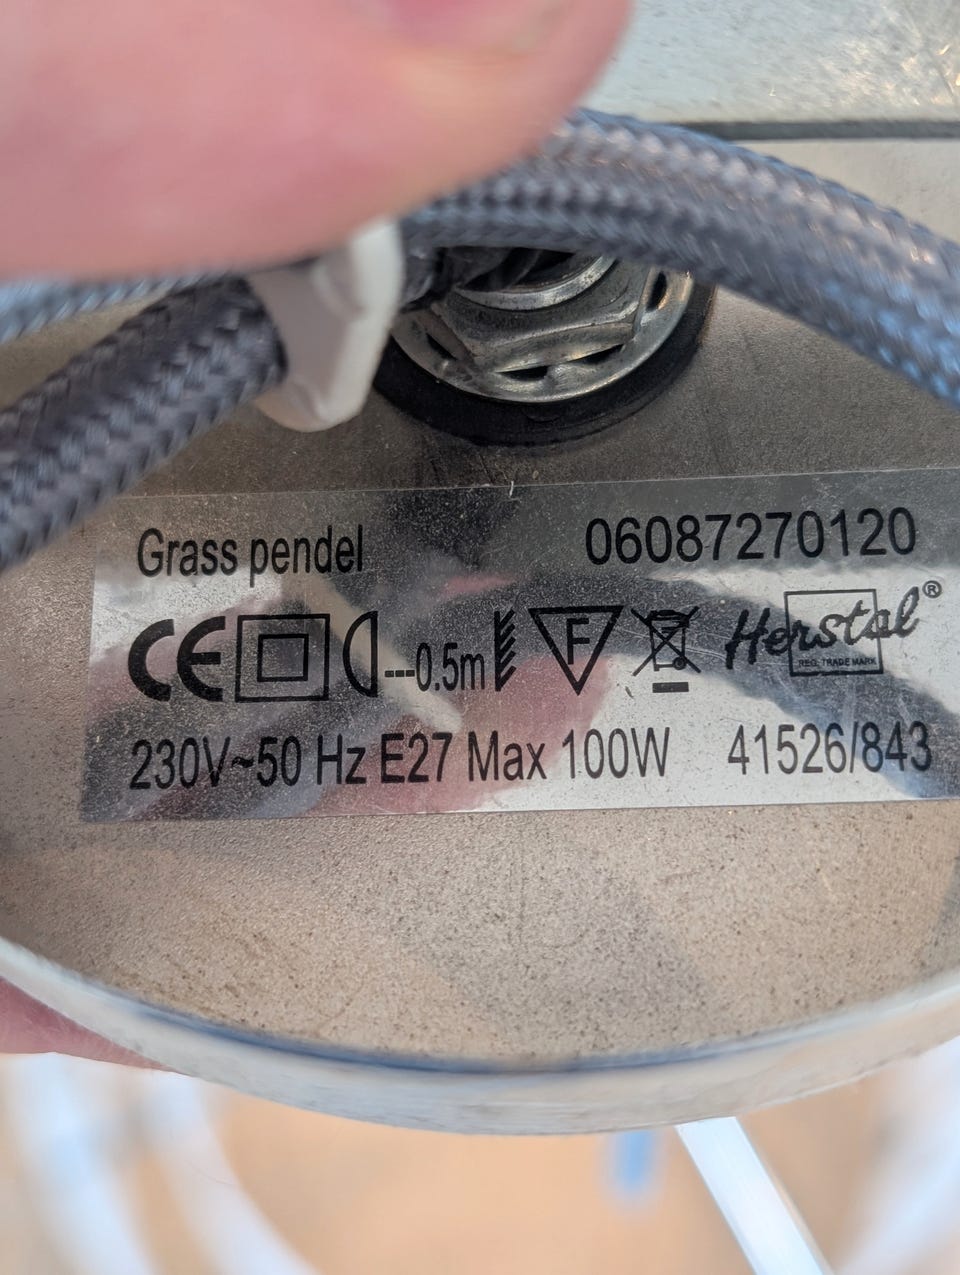 Grass pendel 06087270120
CE ---0.5m F Herstal®
REG. TRADE MARK
230V~50 Hz E27 Max 100W 41526/843